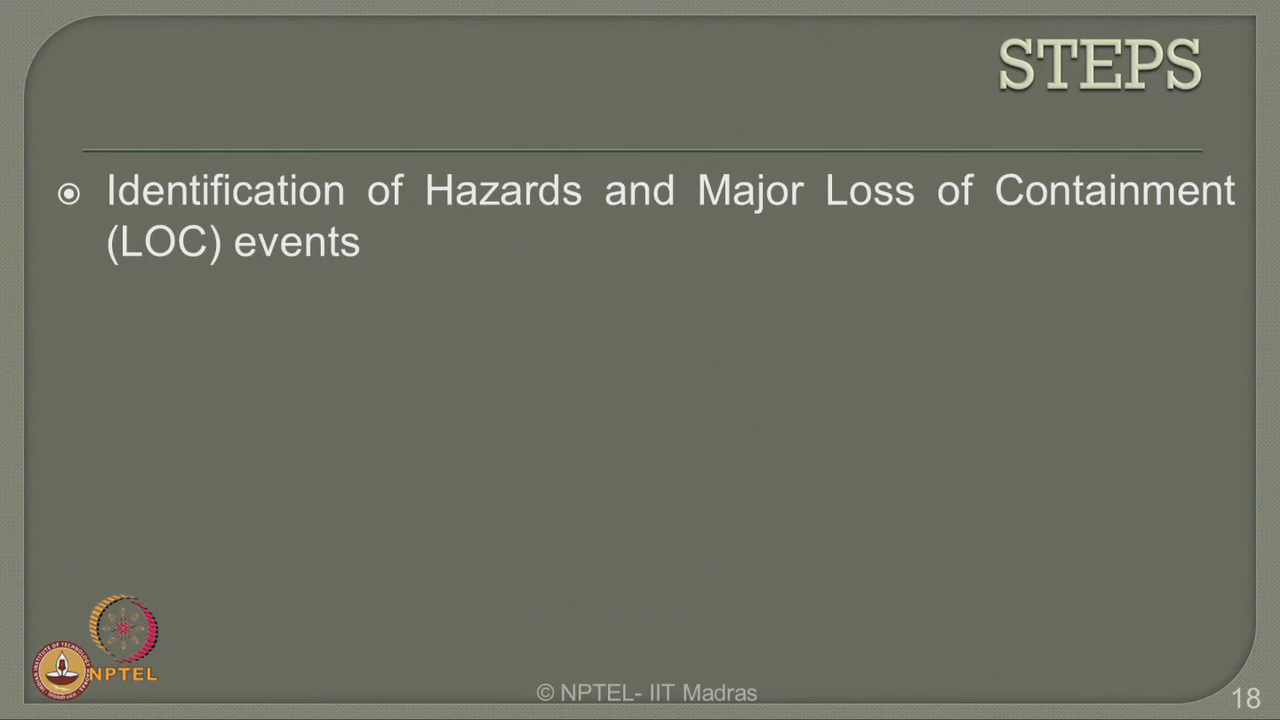 STEPS
Identification of Hazards and Major Loss of Containment
(LOC) events
NPTEL
© NPTEL- IIT Madras
18